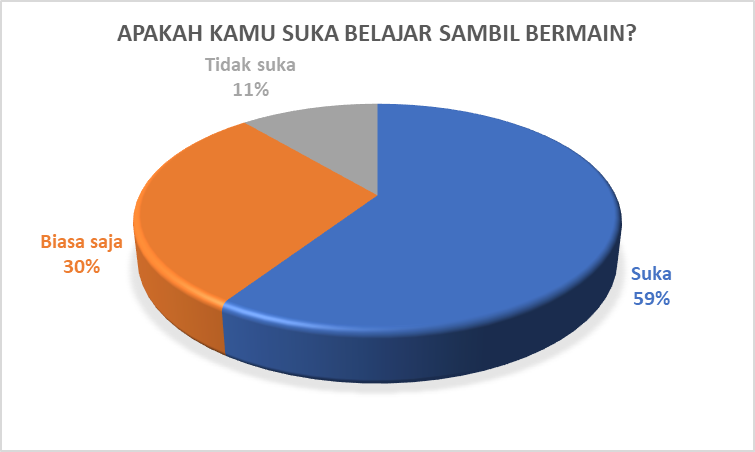 APAKAH KAMU SUKA BELAJAR SAMBIL BERMAIN?
Tidak suka
11%
Biasa saja
30%
Suka
59%